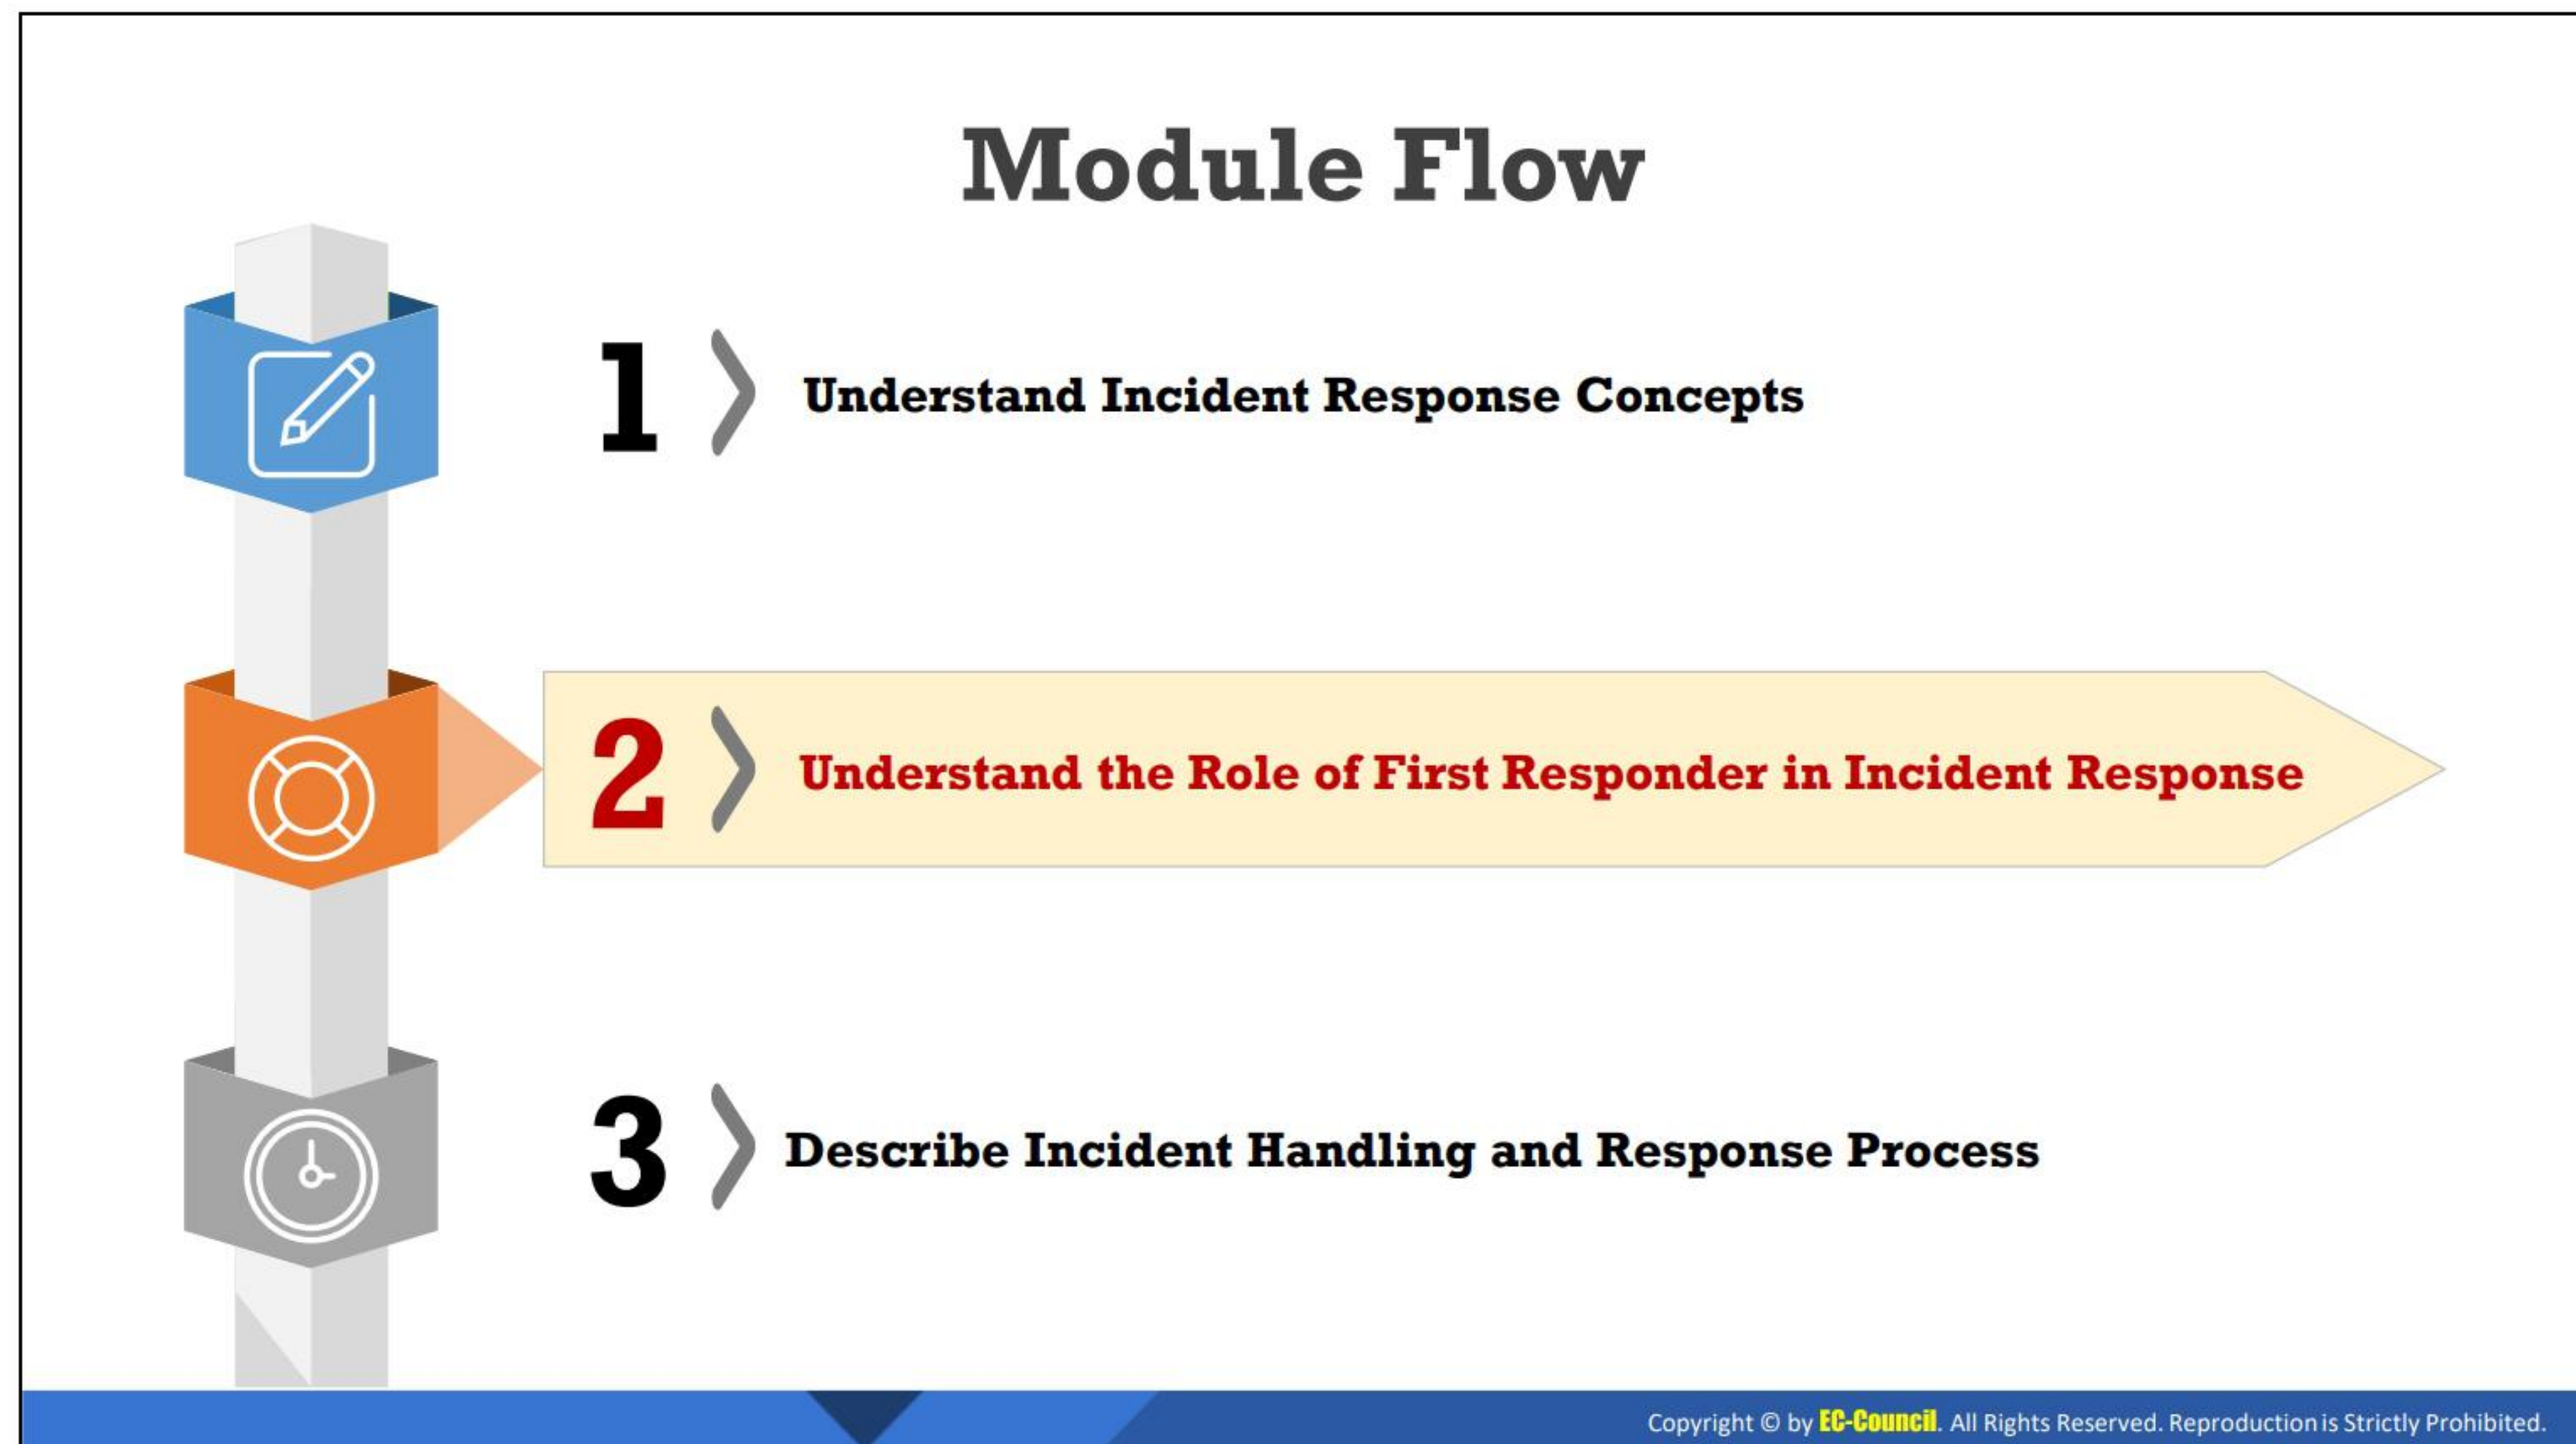 Module Flow
1
Understand Incident Response Concepts
2
Understand the Role of First Responder in Incident Response
3
Describe Incident Handling and Response Process
Copyright © by EC-Council. All Rights Reserved. Reproduction is Strictly Prohibited.